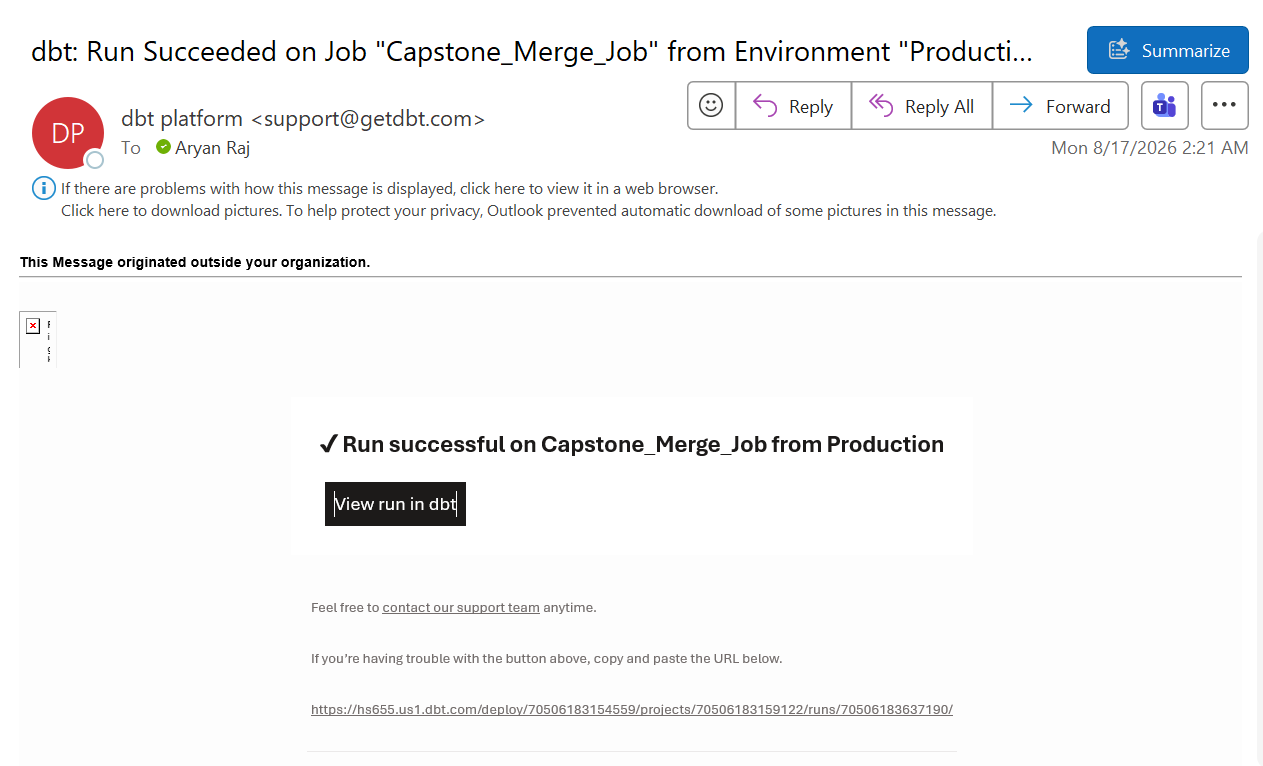 dbt: Run Succeeded on Job "Capstone_Merge_Job" from Environment "Producti...
Summarize
DP
dbt platform <support@getdbt.com>
Reply
Reply All
Forward
To Aryan Raj
Mon 8/17/2026 2:21 AM
If there are problems with how this message is displayed, click here to view it in a web browser.
Click here to download pictures. To help protect your privacy, Outlook prevented automatic download of some pictures in this message.
This Message originated outside your organization.
✓ Run successful on Capstone_Merge_Job from Production
View run in dbt
Feel free to contact our support team anytime.
If you’re having trouble with the button above, copy and paste the URL below.
https://hs655.us1.dbt.com/deploy/70506183154559/projects/70506183159122/runs/70506183637190/